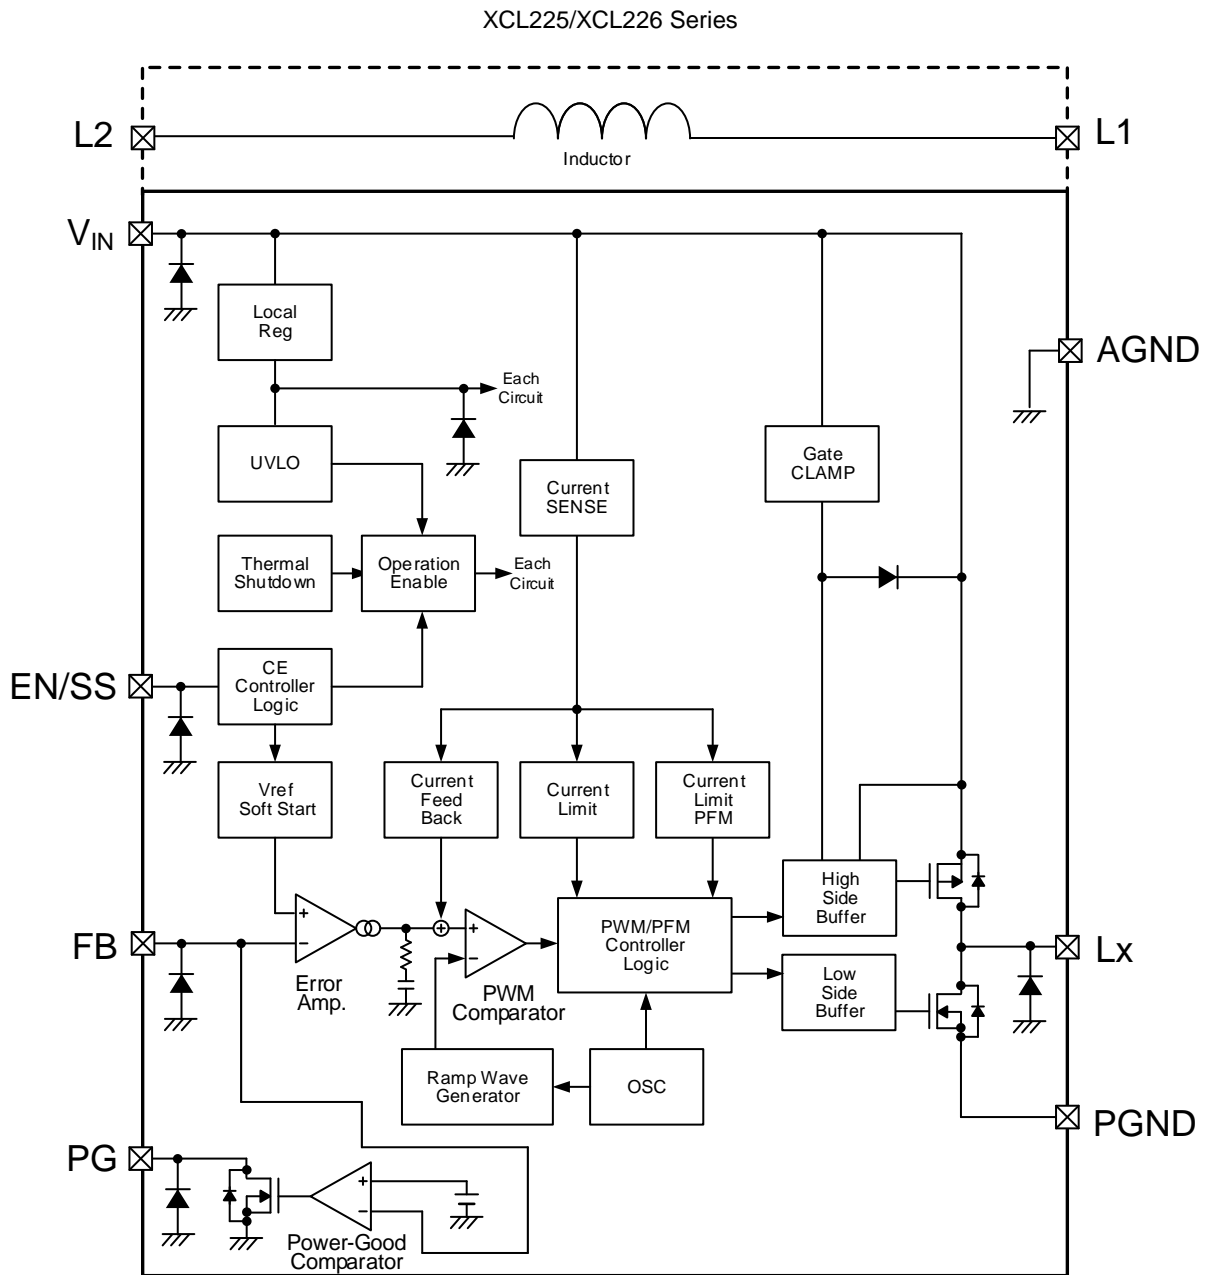 XCL225/XCL226 Series
L2
L1
Inductor
VIN
Local
Reg
AGND
Each
Circuit
UVLO
Gate
CLAMP
Current
SENSE
Thermal
Shutdown
Operation
Enable
Each
Circuit
EN/SS
CE
Controller
Logic
Vref
Soft Start
Current
Feed
Back
Current
Limit
Current
Limit
PFM
High
Side
Buffer
+
−
+
+
−
PWM/PFM
Controller
Logic
FB
Lx
Error
Amp.
PWM
Comparator
Low
Side
Buffer
Ramp Wave
Generator
OSC
PGND
PG
+
−
Power-Good
Comparator